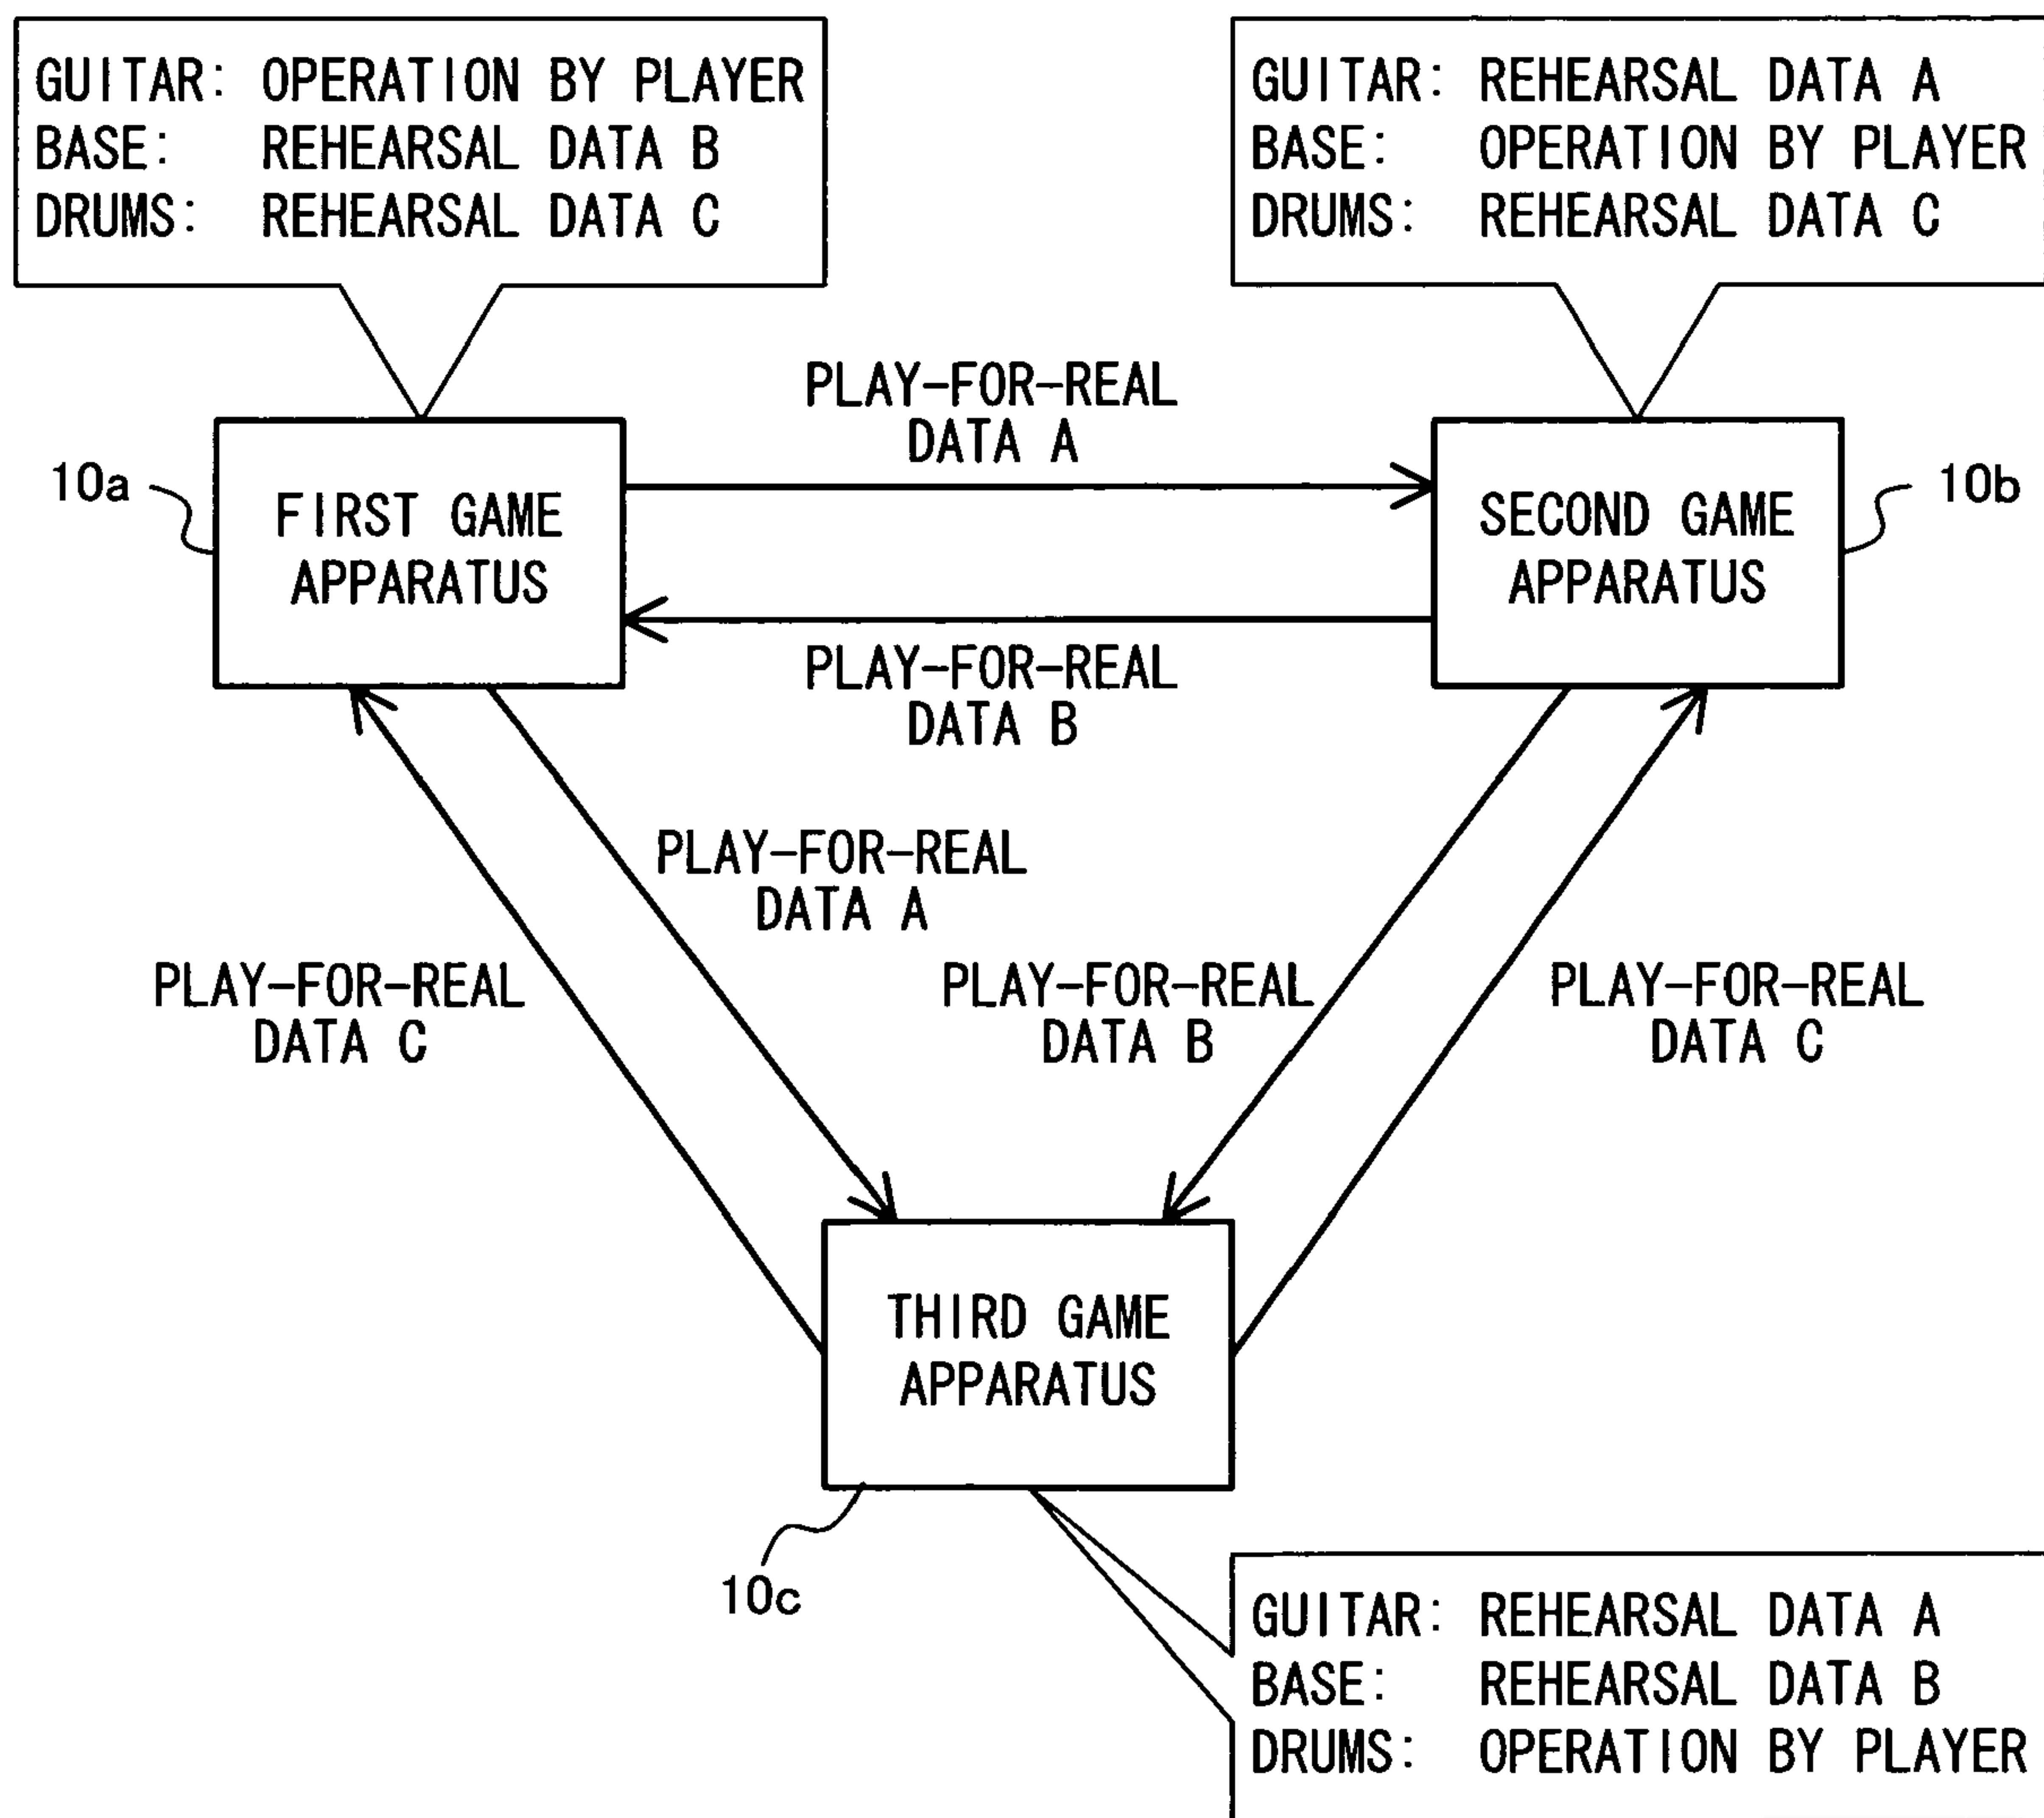 GUITAR: OPERATION BY PLAYER
BASE: REHEARSAL DATA B
DRUMS: REHEARSAL DATA C
GUITAR: REHEARSAL DATA A
BASE: OPERATION BY PLAYER
DRUMS: REHEARSAL DATA C
PLAY-FOR-REAL
DATA A
10a
FIRST GAME
APPARATUS
SECOND GAME
APPARATUS
10b
PLAY-FOR-REAL
DATA B
PLAY-FOR-REAL
DATA A
PLAY-FOR-REAL
DATA C
PLAY-FOR-REAL
DATA B
PLAY-FOR-REAL
DATA C
THIRD GAME
APPARATUS
10c
GUITAR: REHEARSAL DATA A
BASE: REHEARSAL DATA B
DRUMS: OPERATION BY PLAYER